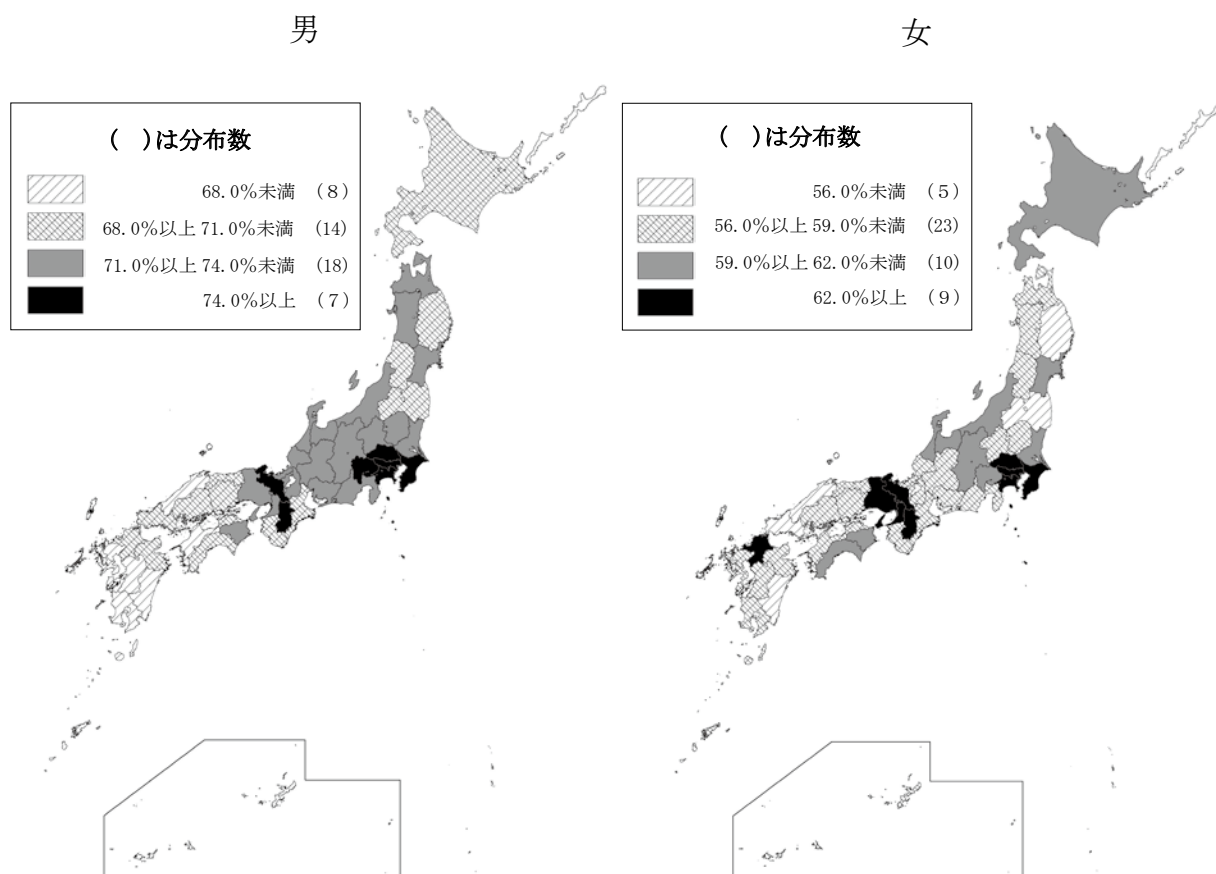 男
女
(　)は分布数
68.0%未満 (8)
68.0%以上 71.0%未満 (14)
71.0%以上 74.0%未満 (18)
74.0%以上 (7)
(　)は分布数
56.0%未満 (5)
56.0%以上 59.0%未満 (23)
59.0%以上 62.0%未満 (10)
62.0%以上 (9)